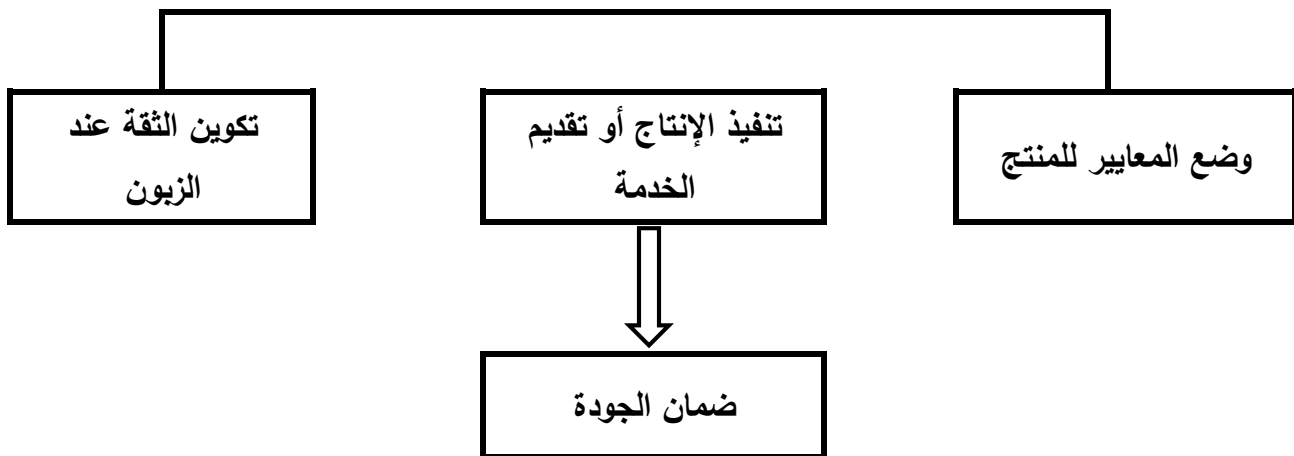 وضع المعايير للمنتج
تنفيذ الإنتاج أو تقديم
الخدمة
تكوين الثقة عند
الزبون
ضمان الجودة